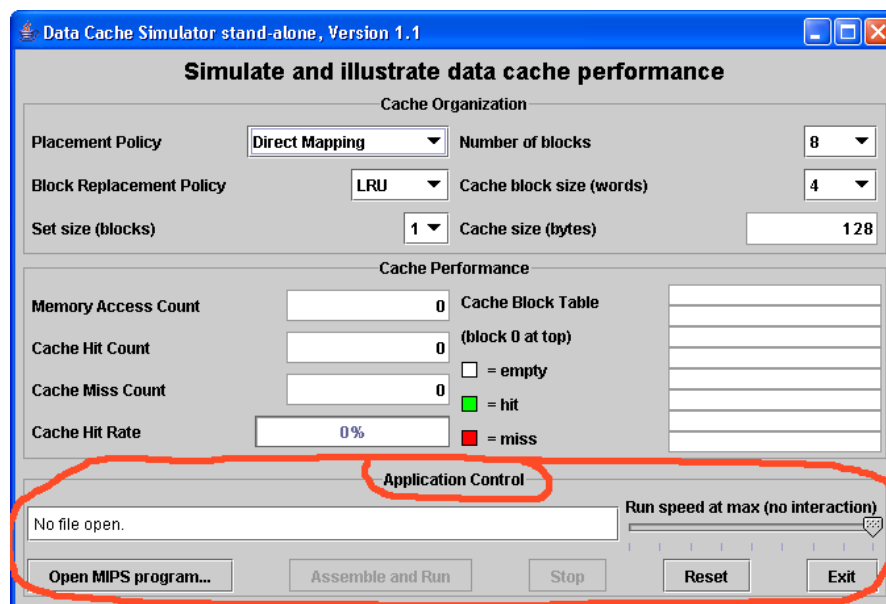 Data Cache Simulator stand-alone, Version 1.1
Simulate and illustrate data cache performance
Cache Organization
Placement Policy Direct Mapping Number of blocks 8
Block Replacement Policy LRU Cache block size (words) 4
Set size (blocks) 1 Cache size (bytes) 128
Cache Performance
Memory Access Count 0 Cache Block Table
(block 0 at top)
Cache Hit Count 0
= empty
Cache Miss Count 0
= hit
Cache Hit Rate 0%
= miss
Application Control
Run speed at max (no interaction)
No file open.
Open MIPS program... Assemble and Run Stop Reset Exit